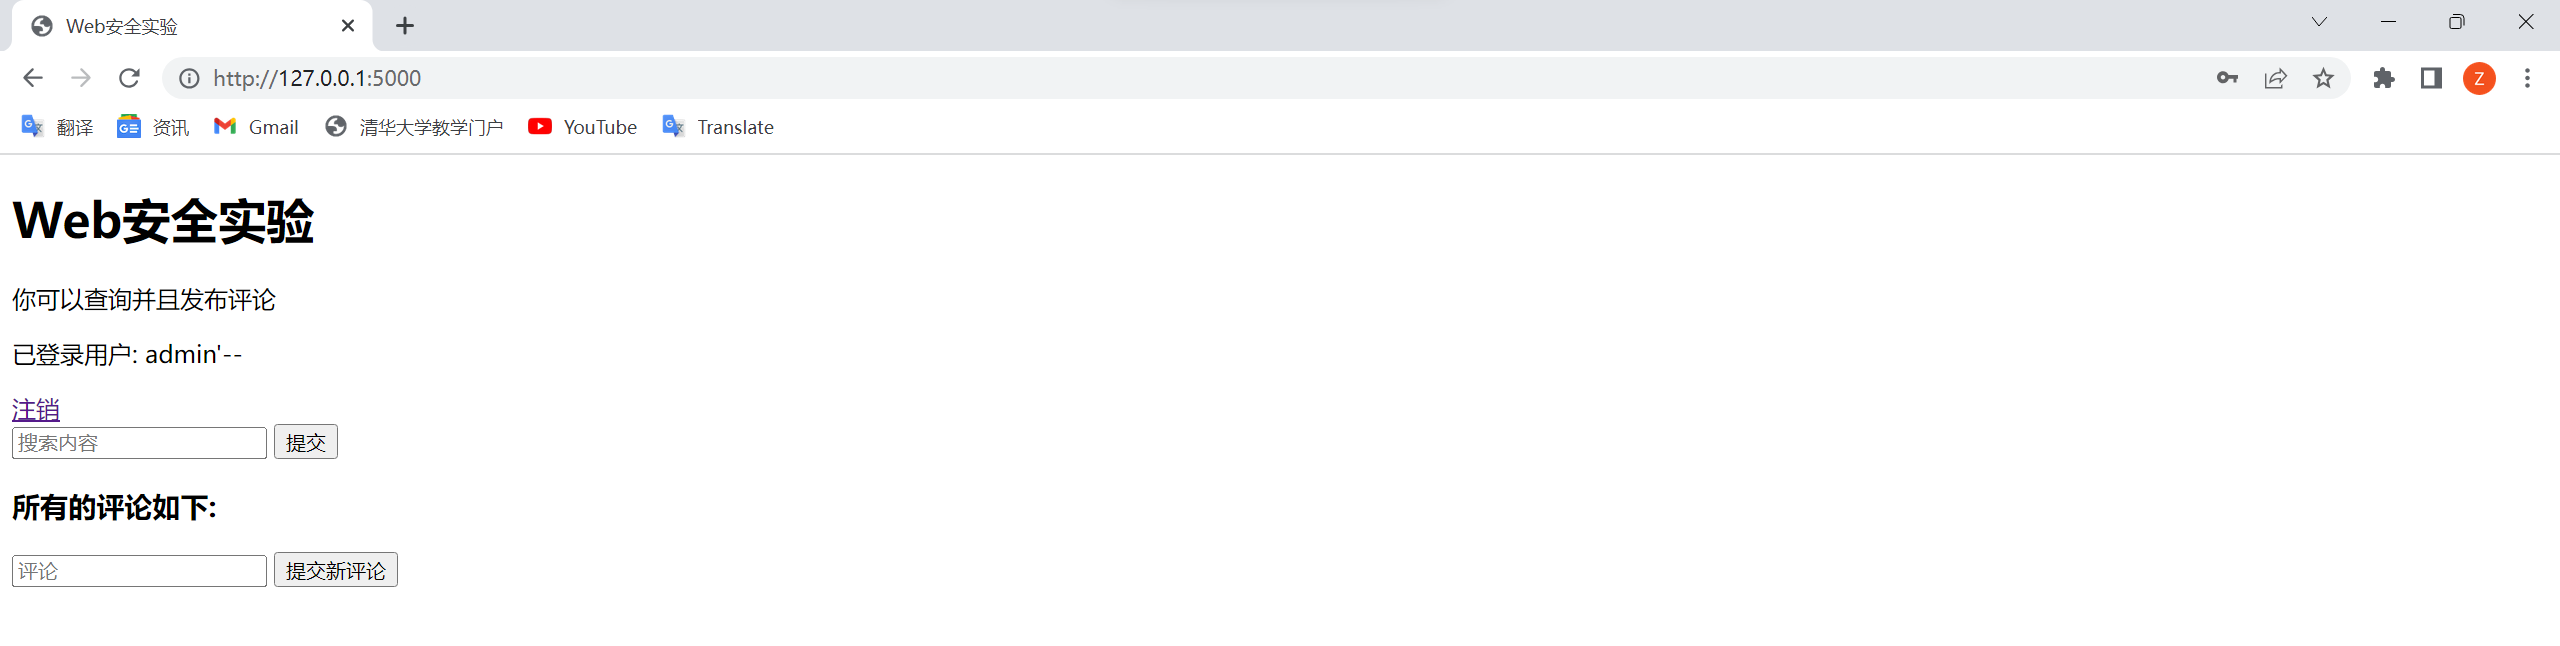 Web安全实验
http://127.0.0.1:5000
Z
翻译 资讯 Gmail 清华大学教学门户 YouTube Translate
Web安全实验
你可以查询并且发布评论
已登录用户: admin'--
注销
搜索内容 提交
所有的评论如下:
评论 提交新评论